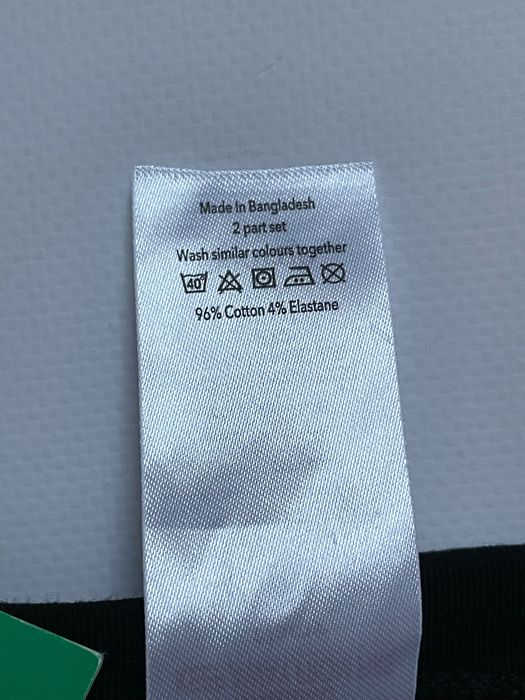 Made In Bangladesh
2 part set
Wash similar colours together
40
96% Cotton 4% Elastane